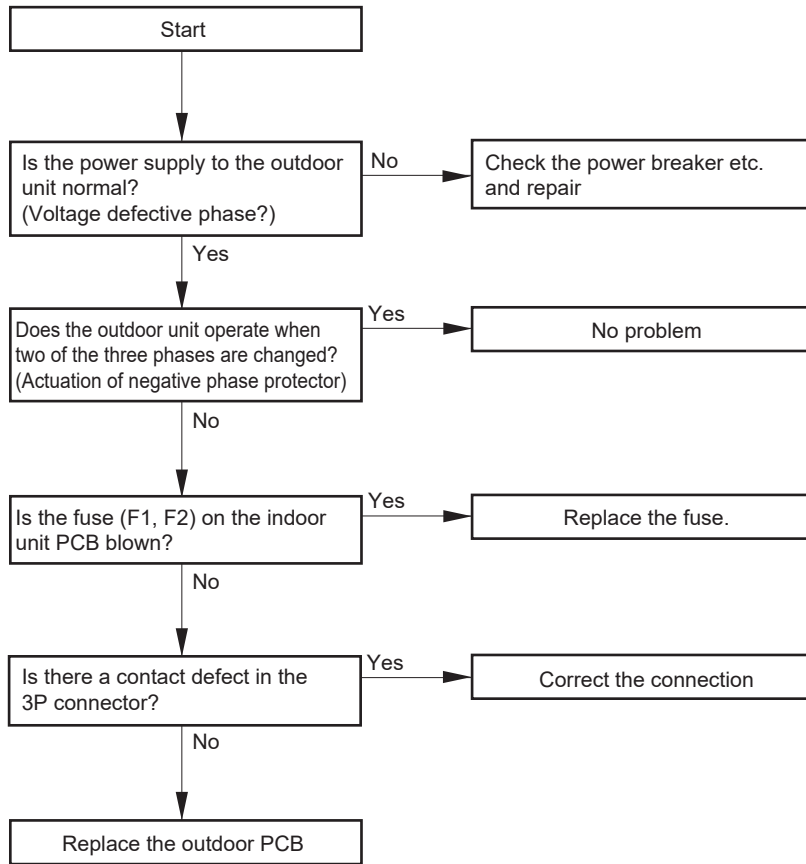 Start
Is the power supply to the outdoor
unit normal?
(Voltage defective phase?)
No
Check the power breaker etc.
and repair
Yes
Does the outdoor unit operate when
two of the three phases are changed?
(Actuation of negative phase protector)
Yes
No problem
No
Is the fuse (F1, F2) on the indoor
unit PCB blown?
Yes
Replace the fuse.
No
Is there a contact defect in the
3P connector?
Yes
Correct the connection
No
Replace the outdoor PCB